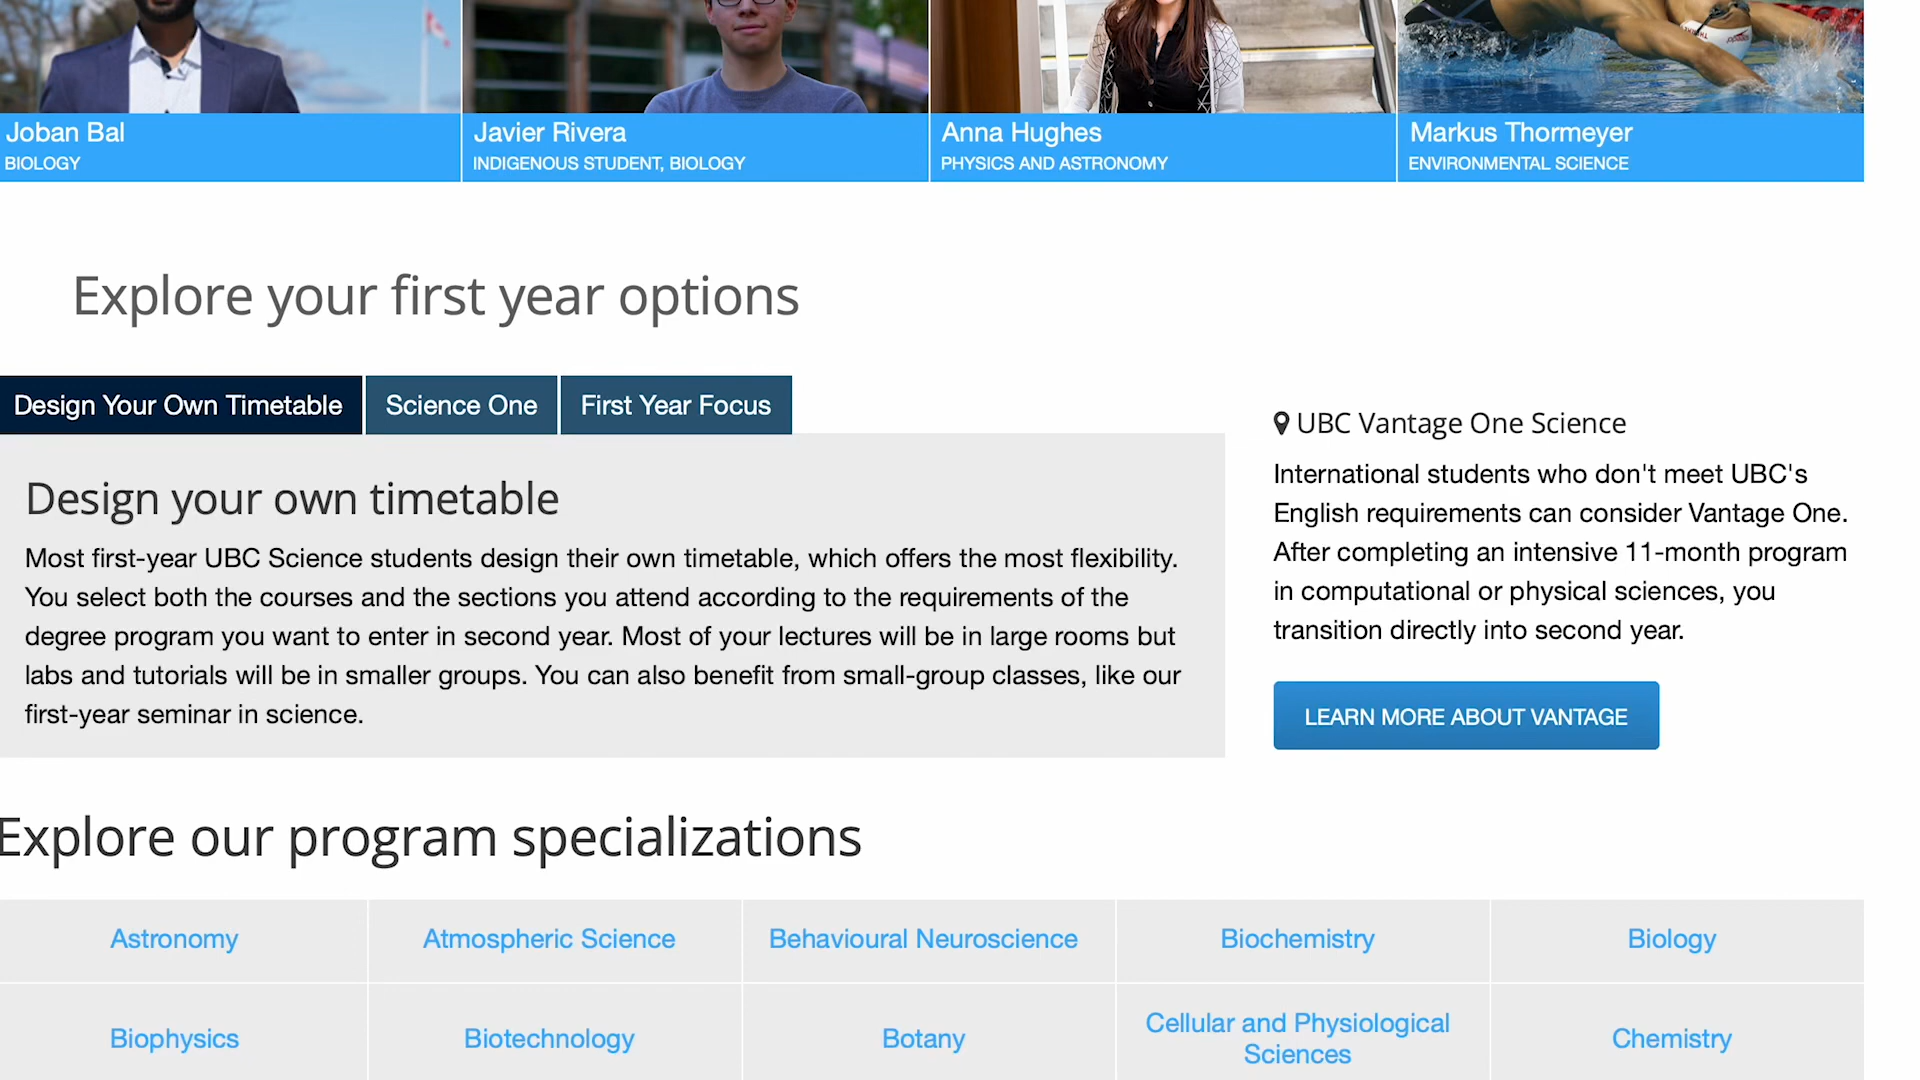 Joban Bal
BIOLOGY
Javier Rivera
INDIGENOUS STUDENT, BIOLOGY
Anna Hughes
PHYSICS AND ASTRONOMY
Markus Thormeyer
ENVIRONMENTAL SCIENCE
Explore your first year options
Design Your Own Timetable
Science One
First Year Focus
Design your own timetable
Most first-year UBC Science students design their own timetable, which offers the most flexibility.
You select both the courses and the sections you attend according to the requirements of the
degree program you want to enter in second year. Most of your lectures will be in large rooms but
labs and tutorials will be in smaller groups. You can also benefit from small-group classes, like our
first-year seminar in science.
UBC Vantage One Science
International students who don't meet UBC's
English requirements can consider Vantage One.
After completing an intensive 11-month program
in computational or physical sciences, you
transition directly into second year.
LEARN MORE ABOUT VANTAGE
Explore our program specializations
Astronomy
Atmospheric Science
Behavioural Neuroscience
Biochemistry
Biology
Biophysics
Biotechnology
Botany
Cellular and Physiological
Sciences
Chemistry